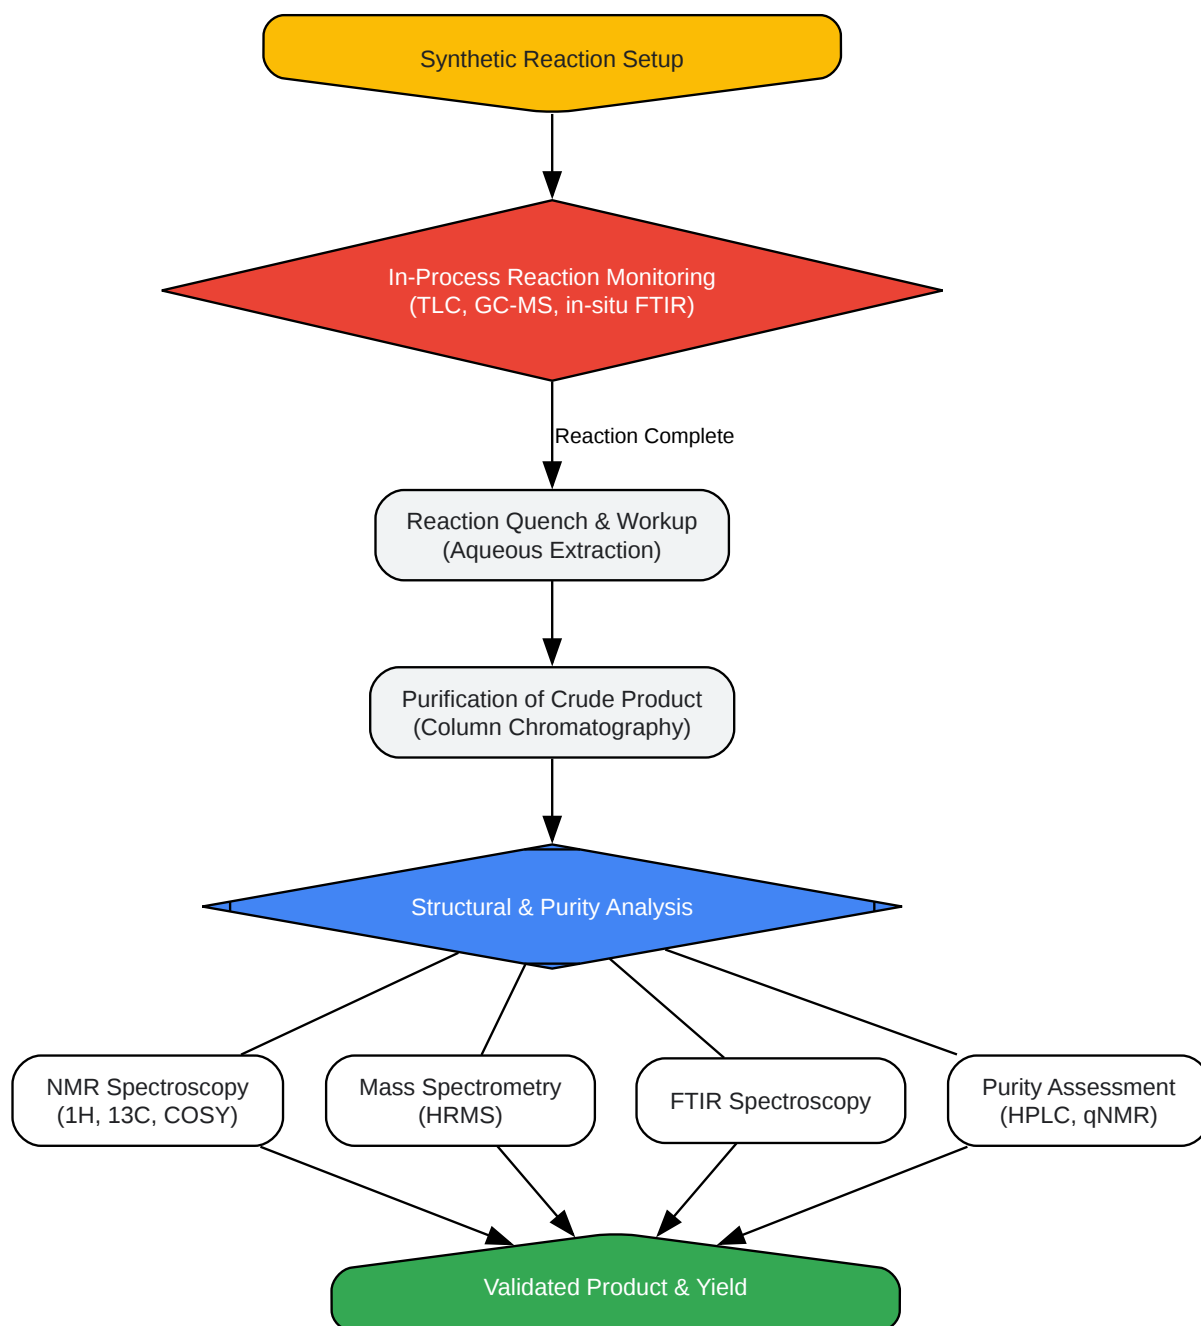 Synthetic Reaction Setup
In-Process Reaction Monitoring
(TLC, GC-MS, in-situ FTIR)
Reaction Complete
Reaction Quench & Workup
(Aqueous Extraction)
Purification of Crude Product
(Column Chromatography)
Structural & Purity Analysis
NMR Spectroscopy
(1H, 13C, COSY)
Mass Spectrometry
(HRMS)
FTIR Spectroscopy
Purity Assessment
(HPLC, qNMR)
Validated Product & Yield